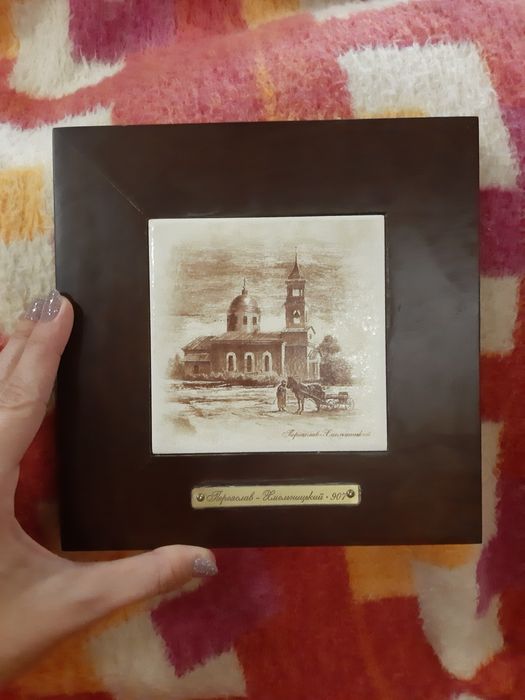 Переяслав-Хмельницкий
Переяслав - Хмельницький • 907